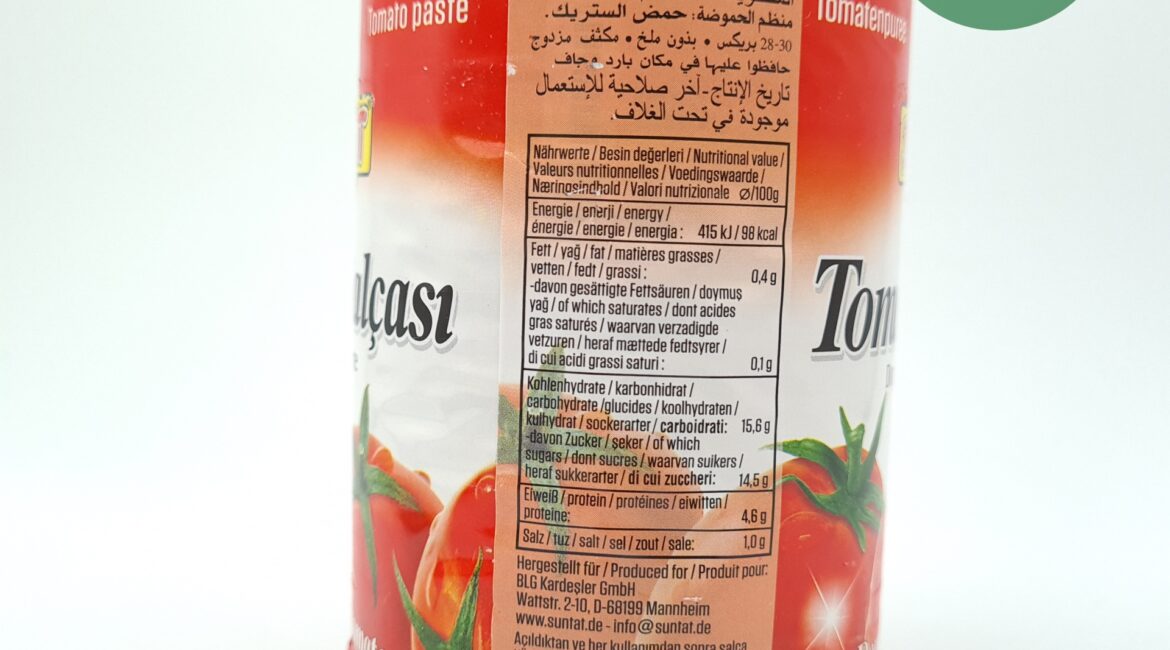 Tomato paste
alçası
منظم الحموضة: حمض الستريك.
28-30 بريكس • بدون ملح • مكثف مزدوج
حافظوا عليها في مكان بارد وجاف
تاريخ الإنتاج-آخر صلاحية للإستعمال
موجودة في تحت الغلاف.
Nährwerte / Besin değerleri / Nutritional value /
Valeurs nutritionnelles / Voedingswaarde /
Næringsindhold / Valori nutrizionale ∅/100g
Energie / enerji / energy /
énergie / energie / energia : 415 kJ / 98 kcal
Fett / yağ / fat / matières grasses /
vetten / fedt / grassi : 0,4 g
-davon gesättigte Fettsäuren / doymuş
yağ / of which saturates / dont acides
gras saturés / waarvan verzadigde
vetzuren / heraf mættede fedtsyrer /
di cui acidi grassi saturi : 0,1 g
Kohlenhydrate / karbonhidrat /
carbohydrate /glucides / koolhydraten /
kulhydrat / sockerarter / carboidrati: 15,6 g
-davon Zucker / şeker / of which
sugars / dont sucres / waarvan suikers /
heraf sukkerarter / di cui zuccheri: 14,5 g
Eiweiß / protein / protéines / eiwitten /
proteine: 4,6 g
Salz / tuz / salt / sel / zout / sale: 1,0 g
Hergestellt für / Produced for / Produit pour:
BLG Kardeşler GmbH
Wattstr. 2-10, D-68199 Mannheim
www.suntat.de - info@suntat.de
Açıldıktan ve her kullanımdan sonra salça
Tomatenpuree
Tom